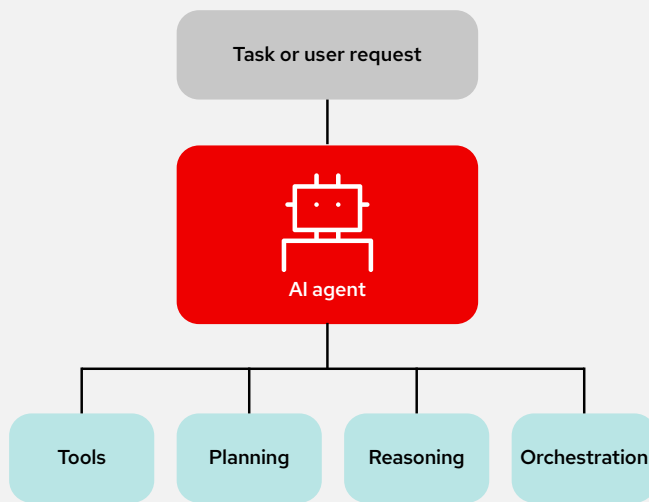 Task or user request
AI agent
Tools
Planning
Reasoning
Orchestration